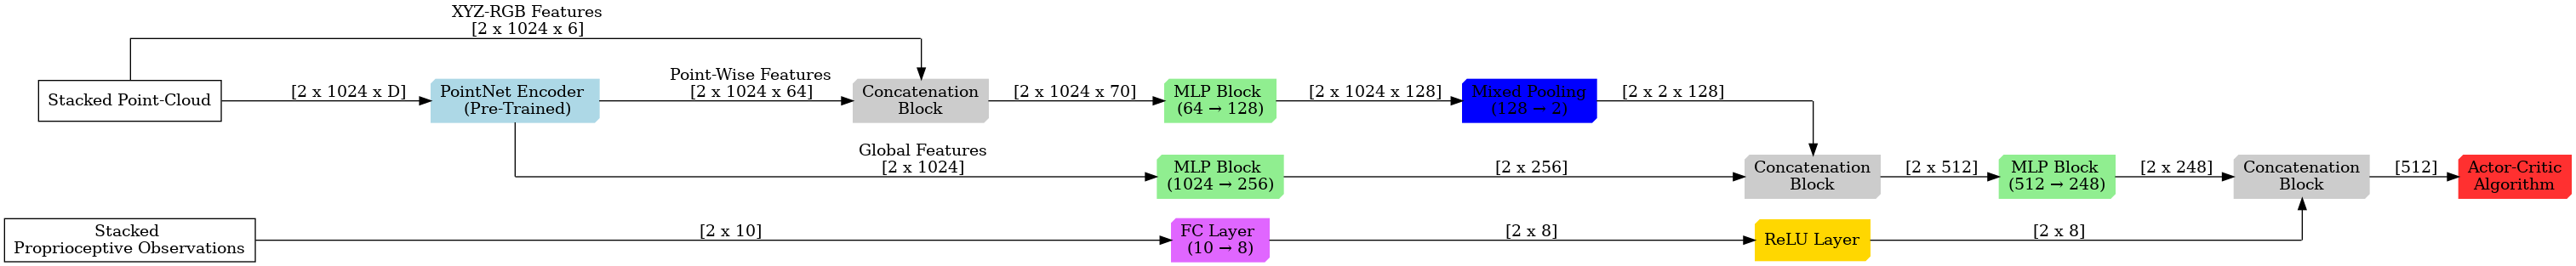 XYZ-RGB Features
[2 x 1024 x 6]
Stacked Point-Cloud
[2 x 1024 x D]
PointNet Encoder
(Pre-Trained)
Point-Wise Features
[2 x 1024 x 64]
Concatenation
Block
[2 x 1024 x 70]
MLP Block
(64 → 128)
[2 x 1024 x 128]
Mixed Pooling
(128 → 2)
[2 x 2 x 128]
Global Features
[2 x 1024]
MLP Block
(1024 → 256)
[2 x 256]
Concatenation
Block
[2 x 512]
MLP Block
(512 → 248)
[2 x 248]
Concatenation
Block
[512]
Actor-Critic
Algorithm
Stacked
Proprioceptive Observations
[2 x 10]
FC Layer
(10 → 8)
[2 x 8]
ReLU Layer
[2 x 8]